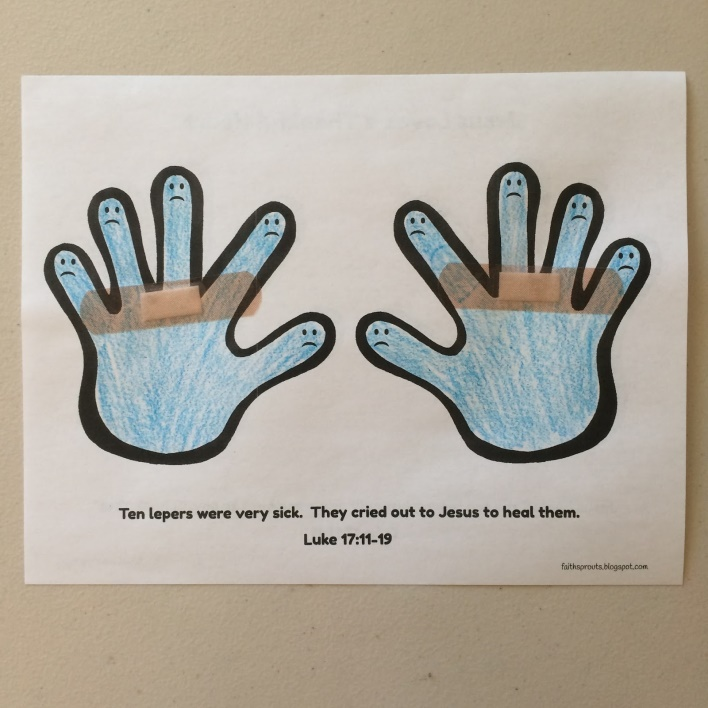 Ten lepers were very sick. They cried out to Jesus to heal them.
Luke 17:11-19
faithsprouts.blogspot.com